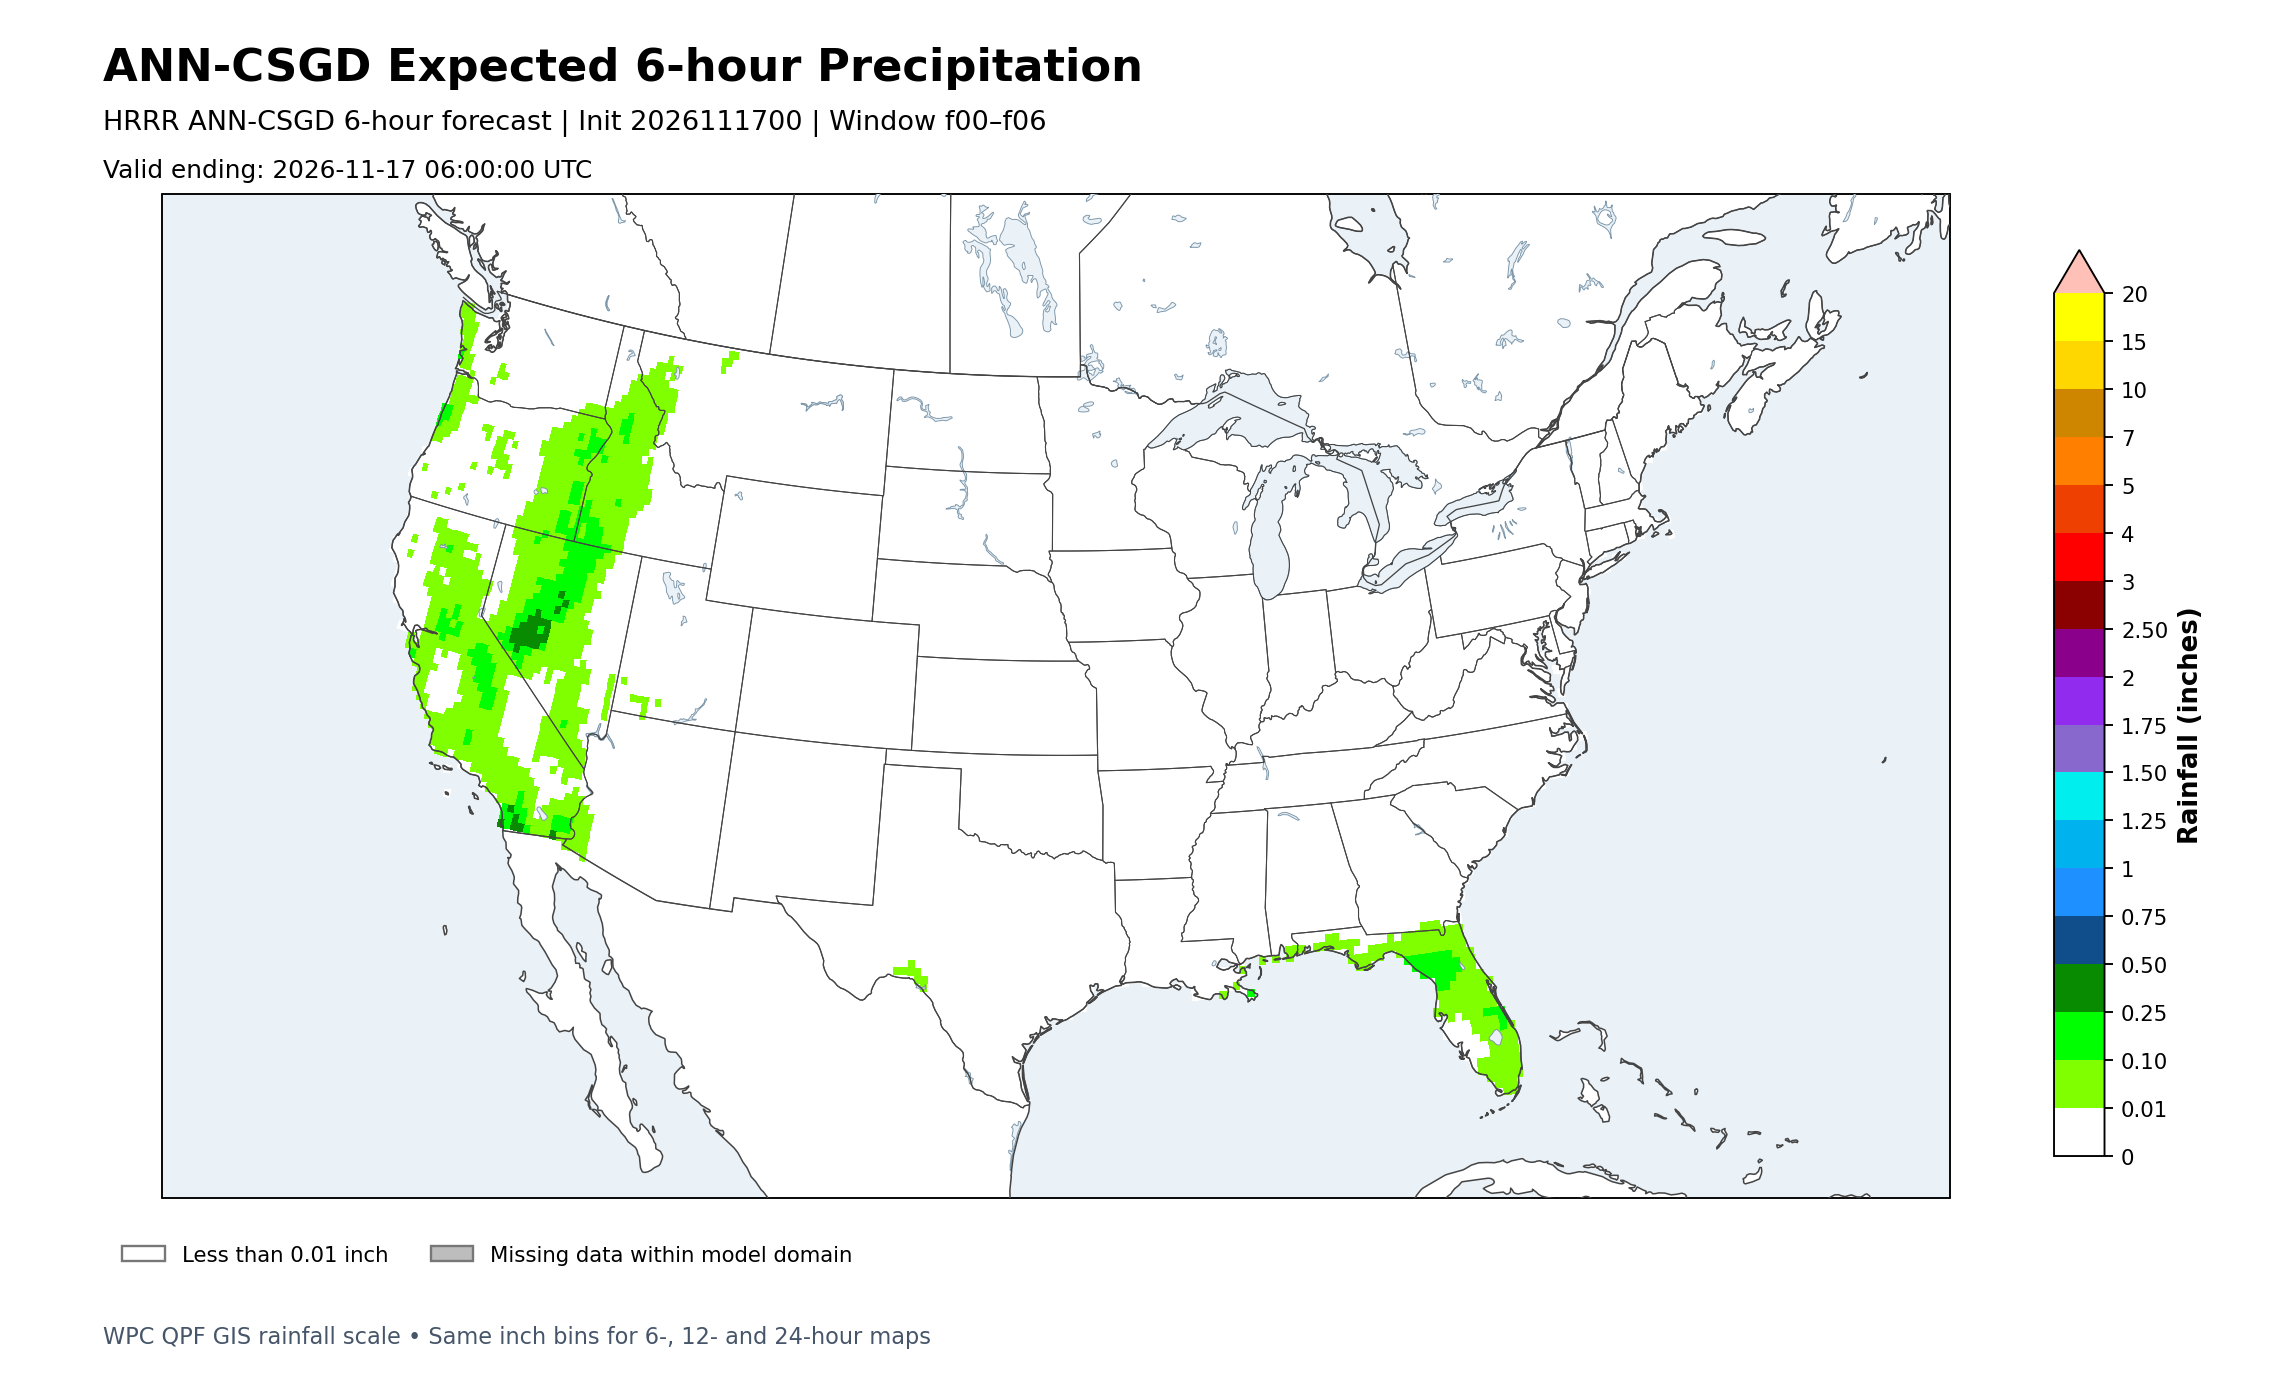 ANN-CSGD Expected 6-hour Precipitation
HRRR ANN-CSGD 6-hour forecast | Init 2026111700 | Window f00–f06
Valid ending: 2026-11-17 06:00:00 UTC
20
15
10
7
5
4
3
2.50
2
1.75
1.50
1.25
1
0.75
0.50
0.25
0.10
0.01
0
Rainfall (inches)
Less than 0.01 inch
Missing data within model domain
WPC QPF GIS rainfall scale • Same inch bins for 6-, 12- and 24-hour maps